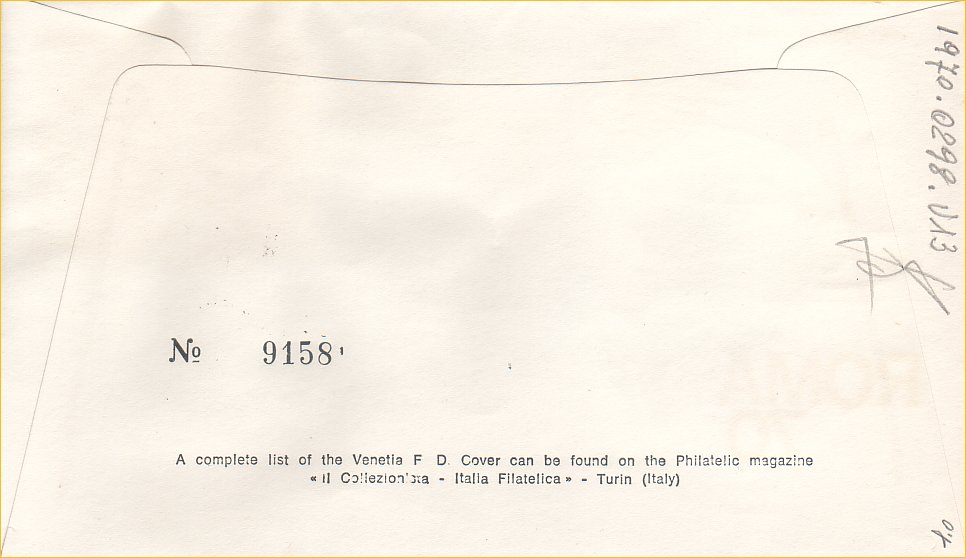 1970.0298.V13
№ 9158
A complete list of the Venetia F D. Cover can be found on the Philatelic magazine
« Il Collezionista - Italia Filatelica » - Turin (Italy)